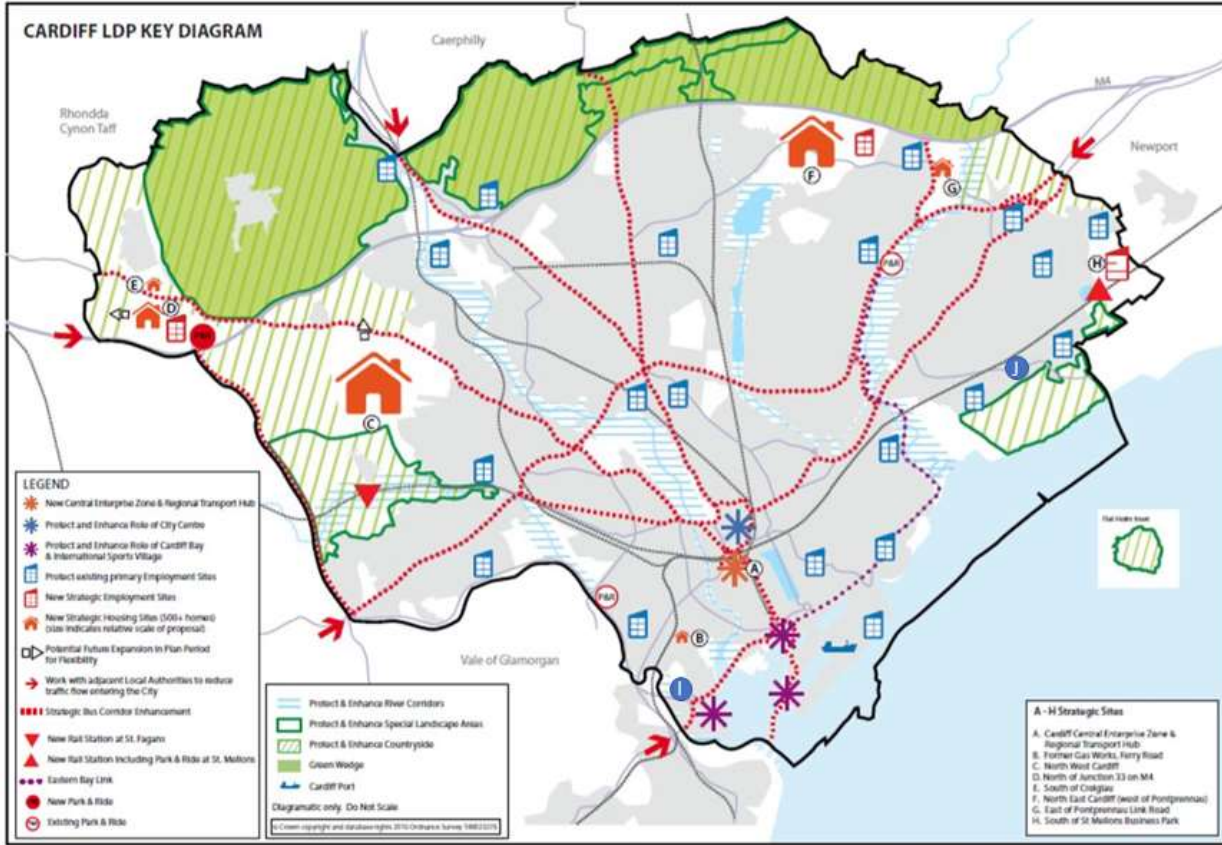 CARDIFF LDP KEY DIAGRAM
Caerphilly
Rhondda
Cynon Taff
M4
Newport
F
G
H
E
D
P&R
J
C
A
P&R
B
I
Vale of Glamorgan
Flat Holm Inset
LEGEND
New Central Enterprise Zone & Regional Transport Hub
Protect and Enhance Role of City Centre
Protect and Enhance Role of Cardiff Bay
& International Sports Village
Protect existing primary Employment Sites
New Strategic Employment Sites
New Strategic Housing Sites (500+ homes)
(size indicates relative scale of proposal)
Potential Future Expansion in Plan Period
for Flexibility
Work with adjacent Local Authorities to reduce
traffic flow entering the City
Strategic Bus Corridor Enhancement
New Rail Station at St. Fagans
New Rail Station including Park & Ride at St. Mellons
Eastern Bay Link
New Park & Ride
Existing Park & Ride
Protect & Enhance River Corridors
Protect & Enhance Special Landscape Areas
Protect & Enhance Countryside
Green Wedge
Cardiff Port
Diagramatic only. Do Not Scale
© Crown copyright and database rights Ordnance Survey
A - H Strategic Sites
A. Cardiff Central Enterprise Zone &
Regional Transport Hub
B. Former Gas Works, Ferry Road
C. North West Cardiff
D. North of Junction 33 on M4
E. South of Creigiau
F. North East Cardiff (west of Pontprennau)
G. East of Pontprennau Link Road
H. South of St Mellons Business Park